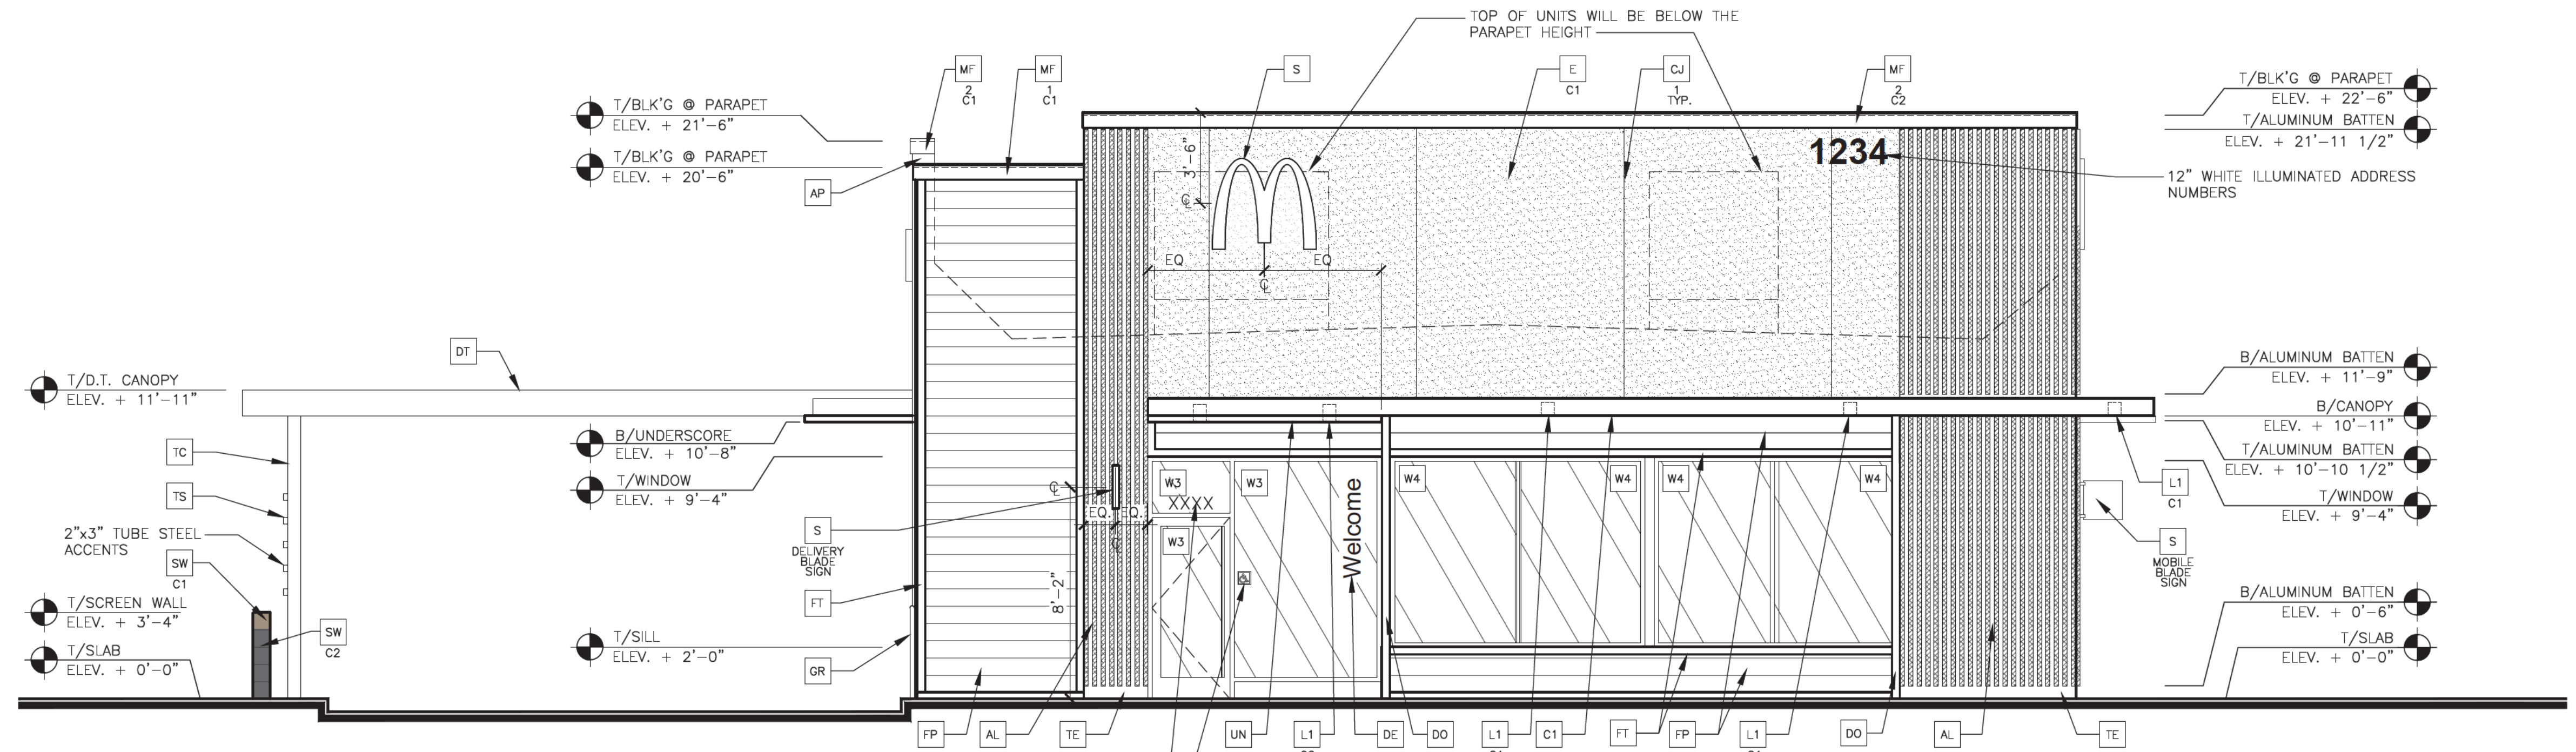 TOP OF UNITS WILL BE BELOW THE
PARAPET HEIGHT
MF
2
C1
MF
1
C1
S
E
C1
CJ
1
TYP.
MF
2
C2
T/BLK'G @ PARAPET
ELEV. + 21'-6"
T/BLK'G @ PARAPET
ELEV. + 20'-6"
AP
T/BLK'G @ PARAPET
ELEV. + 22'-6"
T/ALUMINUM BATTEN
ELEV. + 21'-11 1/2"
3'-6"
1234
12" WHITE ILLUMINATED ADDRESS
NUMBERS
EQ
EQ
DT
T/D.T. CANOPY
ELEV. + 11'-11"
B/UNDERSCORE
ELEV. + 10'-8"
T/WINDOW
ELEV. + 9'-4"
B/ALUMINUM BATTEN
ELEV. + 11'-9"
B/CANOPY
ELEV. + 10'-11"
T/ALUMINUM BATTEN
ELEV. + 10'-10 1/2"
T/WINDOW
ELEV. + 9'-4"
TC
TS
2"x3" TUBE STEEL
ACCENTS
SW
C1
T/SCREEN WALL
ELEV. + 3'-4"
SW
C2
T/SLAB
ELEV. + 0'-0"
S
DELIVERY
BLADE
SIGN
FT
T/SILL
ELEV. + 2'-0"
GR
EQ. EQ.
8'-2"
W3
XXXX
W3
W3
Welcome
W4
W4
W4
W4
L1
C1
S
MOBILE
BLADE
SIGN
B/ALUMINUM BATTEN
ELEV. + 0'-6"
T/SLAB
ELEV. + 0'-0"
FP
AL
TE
UN
L1
DE
DO
L1
C1
FT
FP
L1
DO
AL
TE